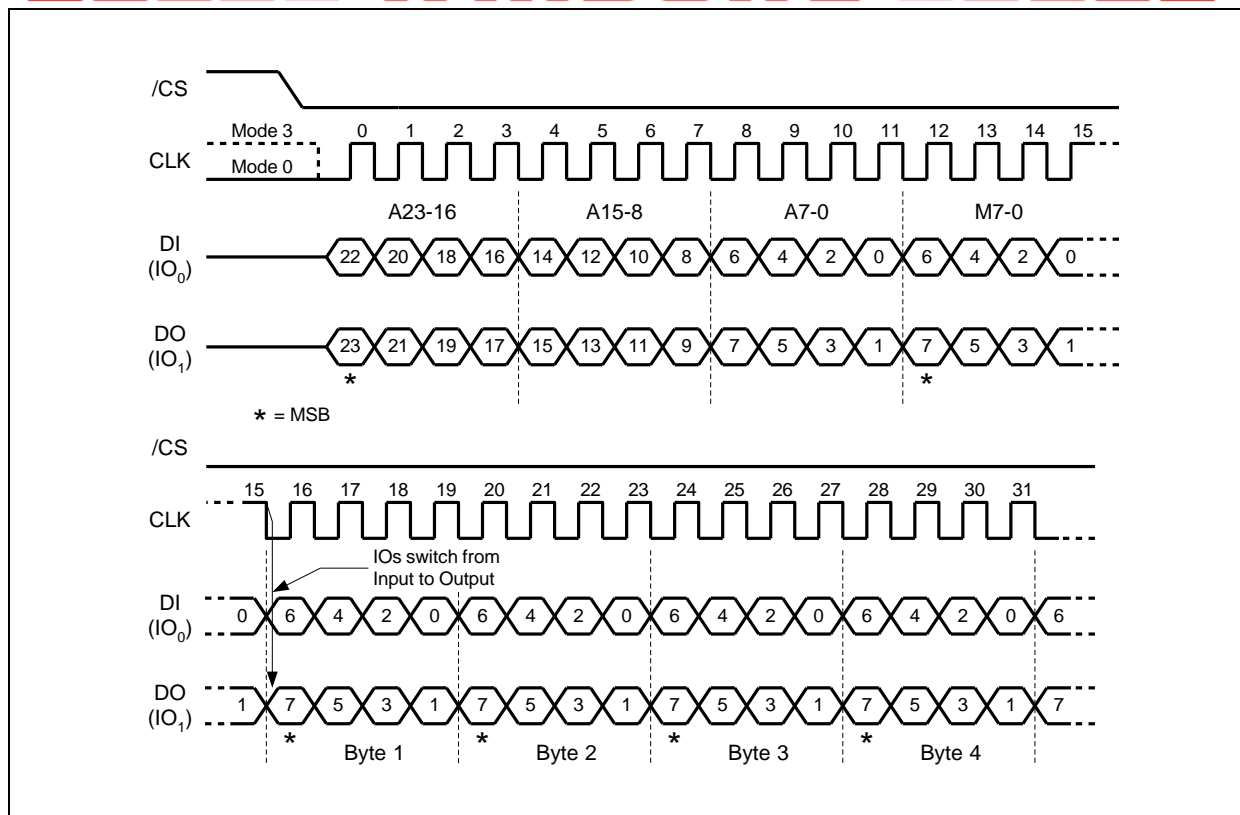 /CS
Mode 3 0 1 2 3 4 5 6 7 8 9 10 11 12 13 14 15
CLK
Mode 0
A23-16 A15-8 A7-0 M7-0
DI
(IO0) 22 20 18 16 14 12 10 8 6 4 2 0 6 4 2 0
DO
(IO1) 23 21 19 17 15 13 11 9 7 5 3 1 7 5 3 1
* *
* = MSB
/CS
15 16 17 18 19 20 21 22 23 24 25 26 27 28 29 30 31
CLK
IOs switch from
Input to Output
DI
(IO0) 0 6 4 2 0 6 4 2 0 6 4 2 0 6 4 2 0 6
DO
(IO1) 1 7 5 3 1 7 5 3 1 7 5 3 1 7 5 3 1 7
* * * *
Byte 1 Byte 2 Byte 3 Byte 4